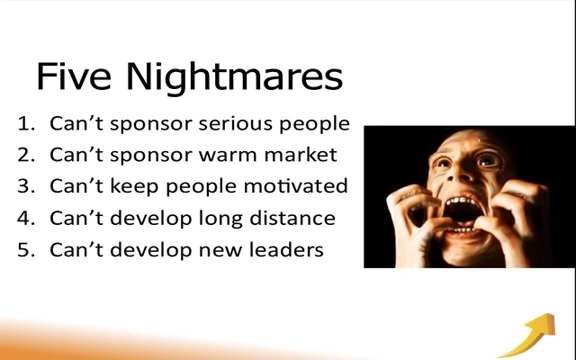 Five Nightmares
1. Can't sponsor serious people
2. Can't sponsor warm market
3. Can't keep people motivated
4. Can't develop long distance
5. Can't develop new leaders